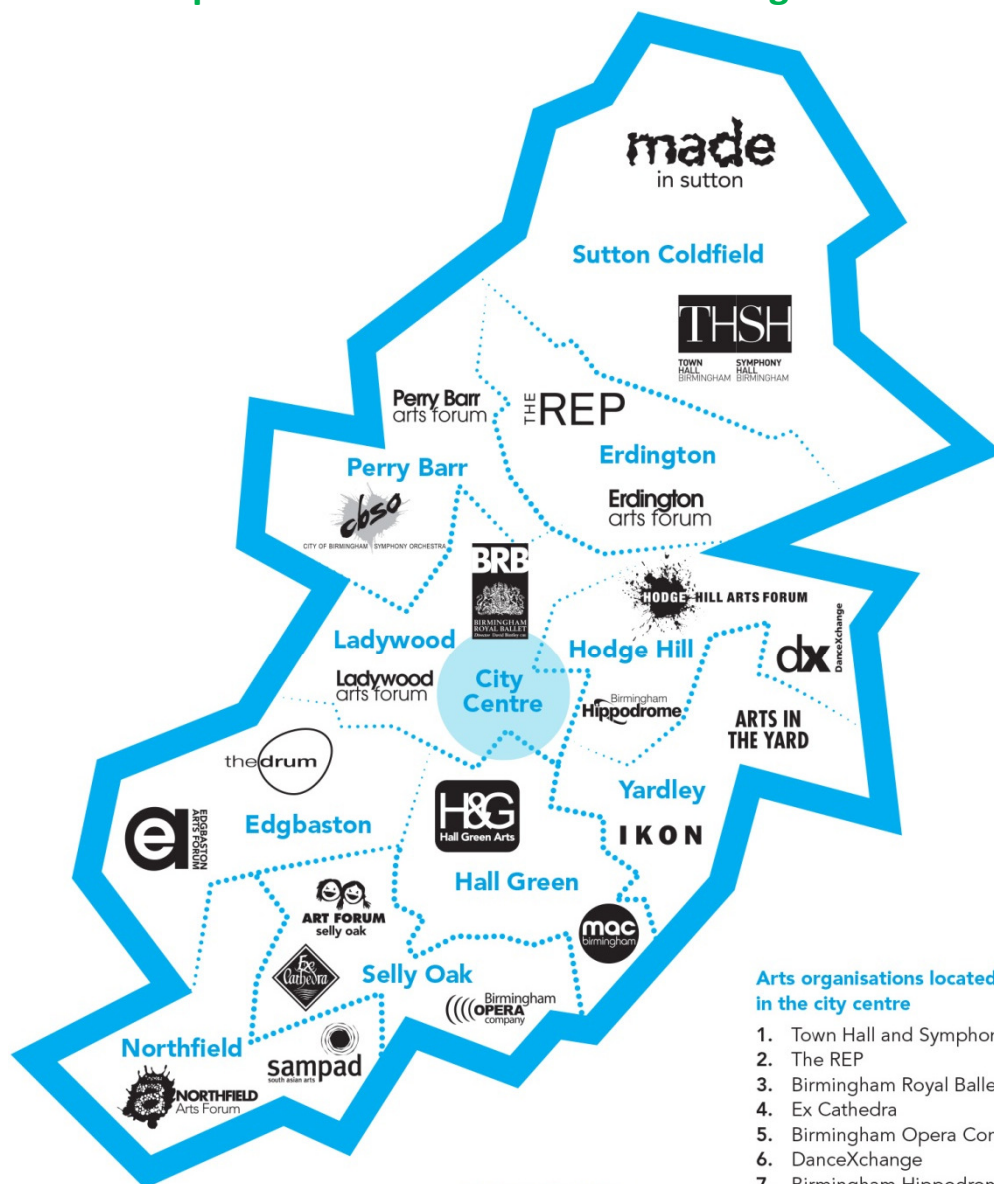 made
in sutton
Sutton Coldfield
THSH
TOWN HALL BIRMINGHAM
SYMPHONY HALL BIRMINGHAM
Perry Barr
arts forum
THE REP
Erdington
Perry Barr
Erdington
arts forum
cbso
CITY OF BIRMINGHAM SYMPHONY ORCHESTRA
BRB
BIRMINGHAM
ROYAL BALLET
HODGE HILL ARTS FORUM
Ladywood
Hodge Hill
dx
DanceXchange
Ladywood
arts forum
City
Centre
Birmingham
Hippodrome
ARTS IN
THE YARD
the drum
Yardley
e
EDGBASTON
ARTS FORUM
Edgbaston
H&G
Hall Green Arts
IKON
Hall Green
ART FORUM
selly oak
mac
birmingham
Ex
Cathedra
Selly Oak
Birmingham
OPERA
company
Northfield
sampad
south asian arts
NORTHFIELD
Arts Forum
Arts organisations located
in the city centre
1. Town Hall and
2. The REP
3. Birmingham Royal
4. Ex Cathedra
5. Birmingham Opera
6. DanceXchange
7. Birmingham